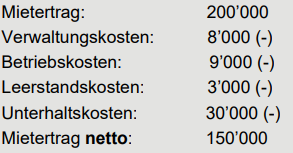 Mietertrag: 200’000
Verwaltungskosten: 8’000 (-)
Betriebskosten: 9’000 (-)
Leerstandskosten: 3’000 (-)
Unterhaltskosten: 30’000 (-)
Mietertrag netto: 150’000